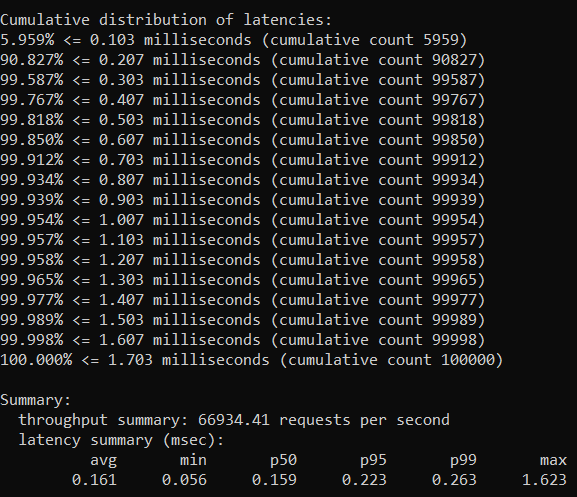 Cumulative distribution of latencies:
5.959% <= 0.103 milliseconds (cumulative count 5959)
90.827% <= 0.207 milliseconds (cumulative count 90827)
99.587% <= 0.303 milliseconds (cumulative count 99587)
99.767% <= 0.407 milliseconds (cumulative count 99767)
99.818% <= 0.503 milliseconds (cumulative count 99818)
99.850% <= 0.607 milliseconds (cumulative count 99850)
99.912% <= 0.703 milliseconds (cumulative count 99912)
99.934% <= 0.807 milliseconds (cumulative count 99934)
99.939% <= 0.903 milliseconds (cumulative count 99939)
99.954% <= 1.007 milliseconds (cumulative count 99954)
99.957% <= 1.103 milliseconds (cumulative count 99957)
99.958% <= 1.207 milliseconds (cumulative count 99958)
99.965% <= 1.303 milliseconds (cumulative count 99965)
99.977% <= 1.407 milliseconds (cumulative count 99977)
99.989% <= 1.503 milliseconds (cumulative count 99989)
99.998% <= 1.607 milliseconds (cumulative count 99998)
100.000% <= 1.703 milliseconds (cumulative count 100000)

Summary:
  throughput summary: 66934.41 requests per second
  latency summary (msec):
          avg       min       p50       p95       p99       max
        0.161     0.056     0.159     0.223     0.263     1.623